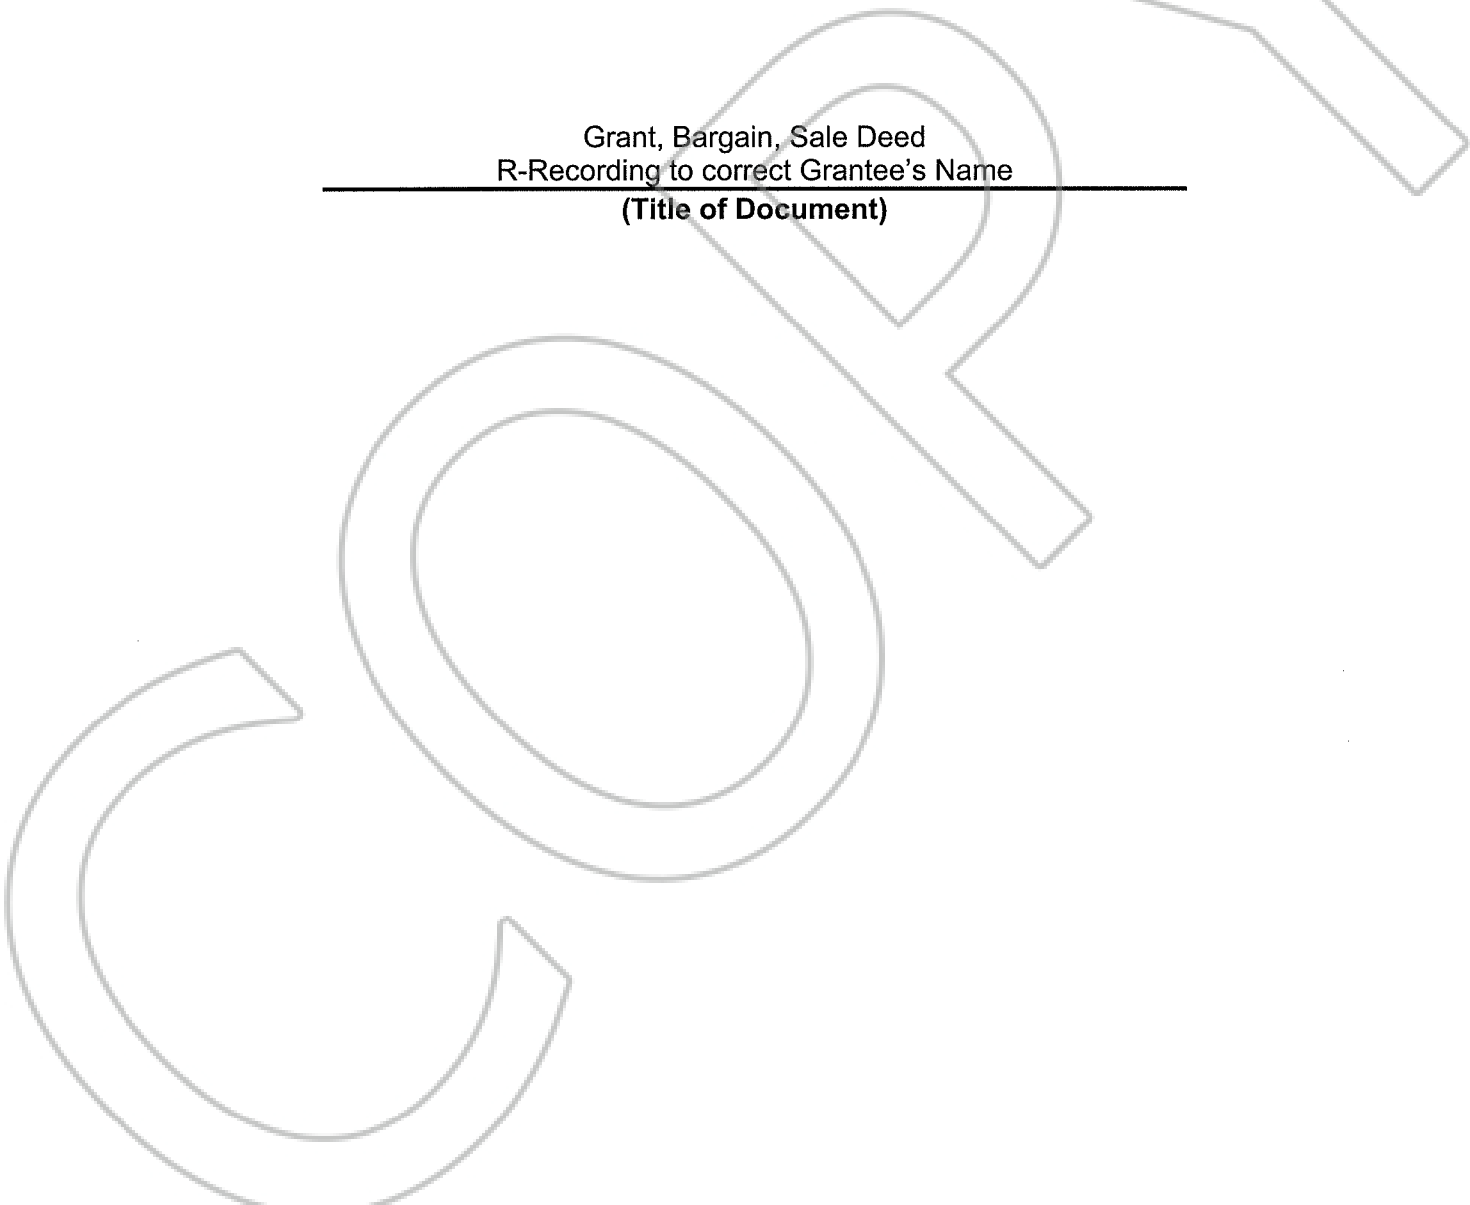 Grant, Bargain, Sale Deed
R-Recording to correct Grantee's Name
(Title of Document)
COPY